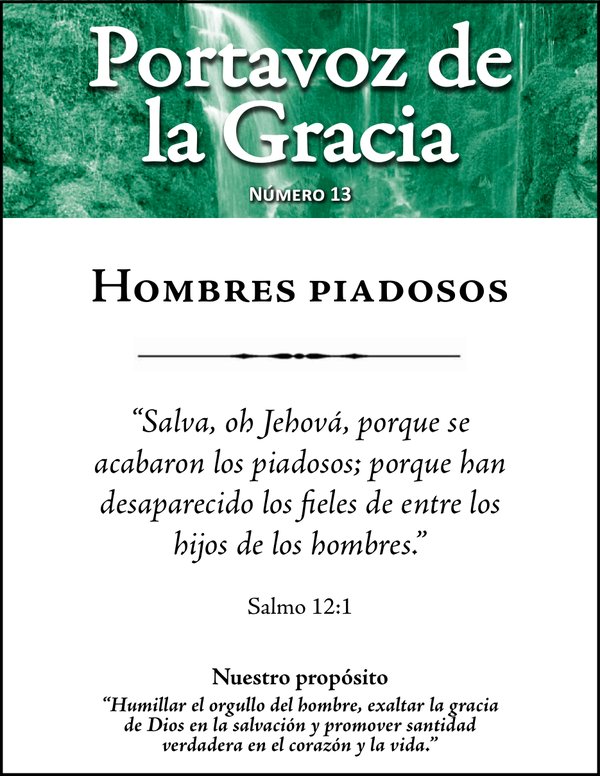 Portavoz de
la Gracia
Número 13
Hombres piadosos
“Salva, oh Jehová, porque se
acabaron los piadosos; porque han
desaparecido los fieles de entre los
hijos de los hombres.”
Salmo 12:1
Nuestro propósito
“Humillar el orgullo del hombre, exaltar la gracia
de Dios en la salvación y promover santidad
verdadera en el corazón y la vida.”